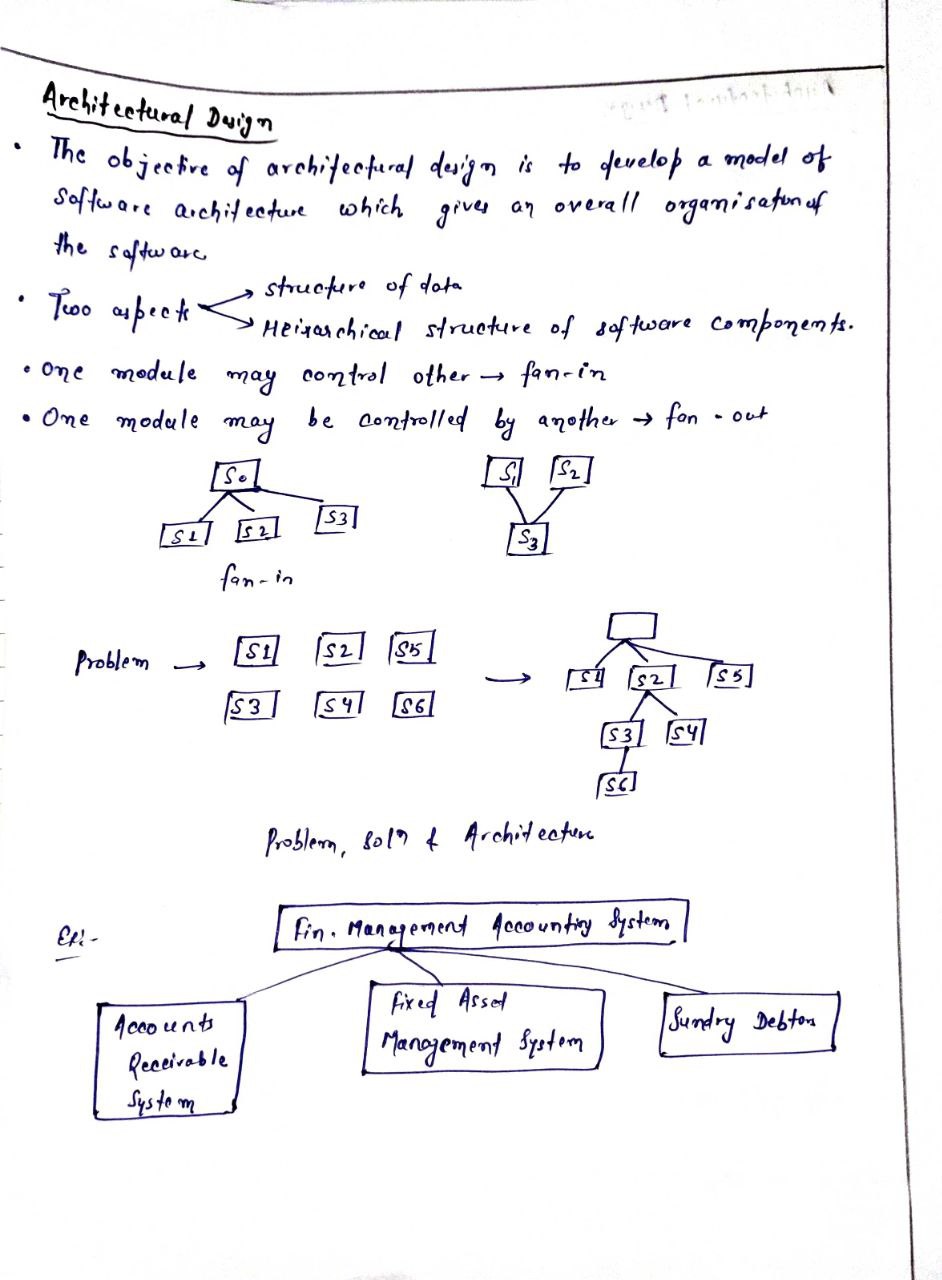 Architectural Design
• The objective of architectural design is to develop a model of
software architecture which gives an overall organisation of
the software
• Two aspects → structure of data
→ Heirarchical structure of software components.
• One module may control other → fan-in
• One module may be controlled by another → fan-out
S0
S1 S2 S3
fan-in
S1 S2
S3
Problem → S1 S2 S5
S3 S4 S6
→
S1 S2 S5
S3 S4
S6
Problem, Soln & Architecture
Ex:-
Fin. Management Accounting System
Accounts
Receivable
System
Fixed Asset
Management System
Sundry Debtors